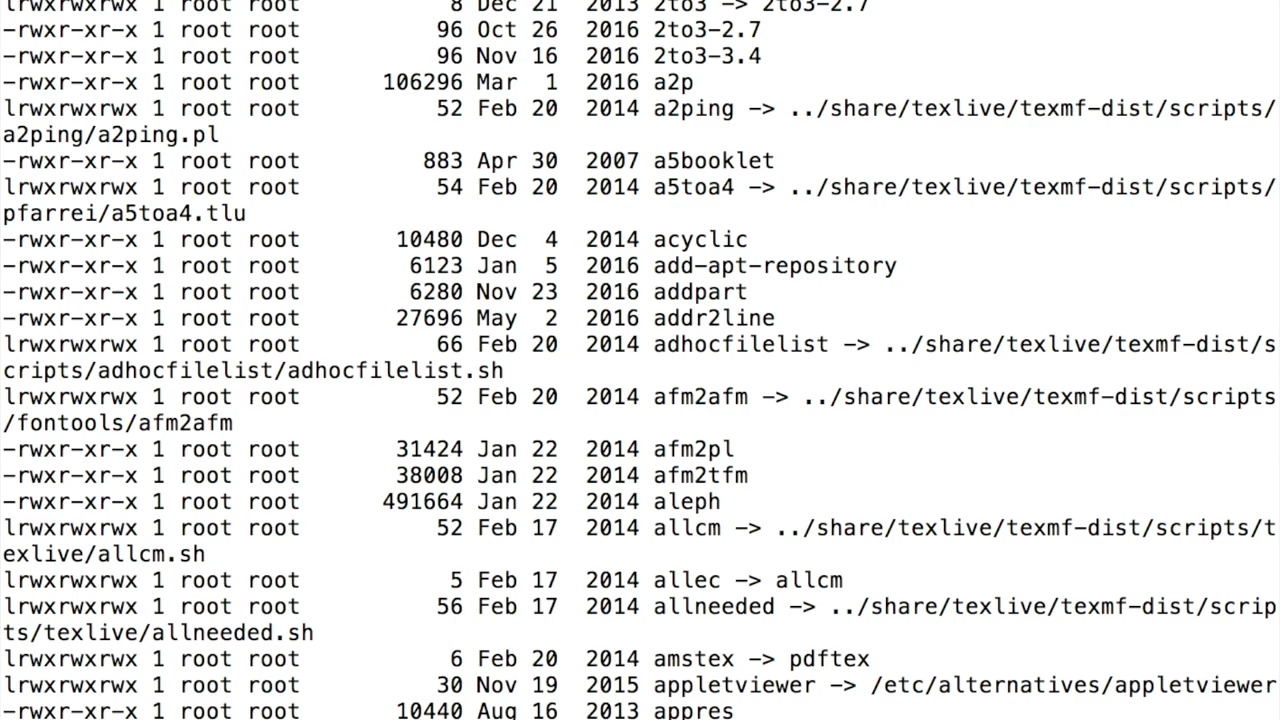 lrwxrwxrwx 1 root root           8 Dec 21  2013 2to3 -> 2to3-2.7
-rwxr-xr-x 1 root root          96 Oct 26  2016 2to3-2.7
-rwxr-xr-x 1 root root          96 Nov 16  2016 2to3-3.4
-rwxr-xr-x 1 root root      106296 Mar  1  2016 a2p
lrwxrwxrwx 1 root root          52 Feb 20  2014 a2ping -> ../share/texlive/texmf-dist/scripts/
a2ping/a2ping.pl
-rwxr-xr-x 1 root root         883 Apr 30  2007 a5booklet
lrwxrwxrwx 1 root root          54 Feb 20  2014 a5toa4 -> ../share/texlive/texmf-dist/scripts/
pfarrei/a5toa4.tlu
-rwxr-xr-x 1 root root       10480 Dec  4  2014 acyclic
-rwxr-xr-x 1 root root        6123 Jan  5  2016 add-apt-repository
-rwxr-xr-x 1 root root        6280 Nov 23  2016 addpart
-rwxr-xr-x 1 root root       27696 May  2  2016 addr2line
lrwxrwxrwx 1 root root          66 Feb 20  2014 adhocfilelist -> ../share/texlive/texmf-dist/s
cripts/adhocfilelist/adhocfilelist.sh
lrwxrwxrwx 1 root root          52 Feb 20  2014 afm2afm -> ../share/texlive/texmf-dist/scripts
/fontools/afm2afm
-rwxr-xr-x 1 root root       31424 Jan 22  2014 afm2pl
-rwxr-xr-x 1 root root       38008 Jan 22  2014 afm2tfm
-rwxr-xr-x 1 root root      491664 Jan 22  2014 aleph
lrwxrwxrwx 1 root root          52 Feb 17  2014 allcm -> ../share/texlive/texmf-dist/scripts/t
exlive/allcm.sh
lrwxrwxrwx 1 root root           5 Feb 17  2014 allec -> allcm
lrwxrwxrwx 1 root root          56 Feb 17  2014 allneeded -> ../share/texlive/texmf-dist/scrip
ts/texlive/allneeded.sh
lrwxrwxrwx 1 root root           6 Feb 20  2014 amstex -> pdftex
lrwxrwxrwx 1 root root          30 Nov 19  2015 appletviewer -> /etc/alternatives/appletviewer
-rwxr-xr-x 1 root root       10440 Aug 16  2013 appres